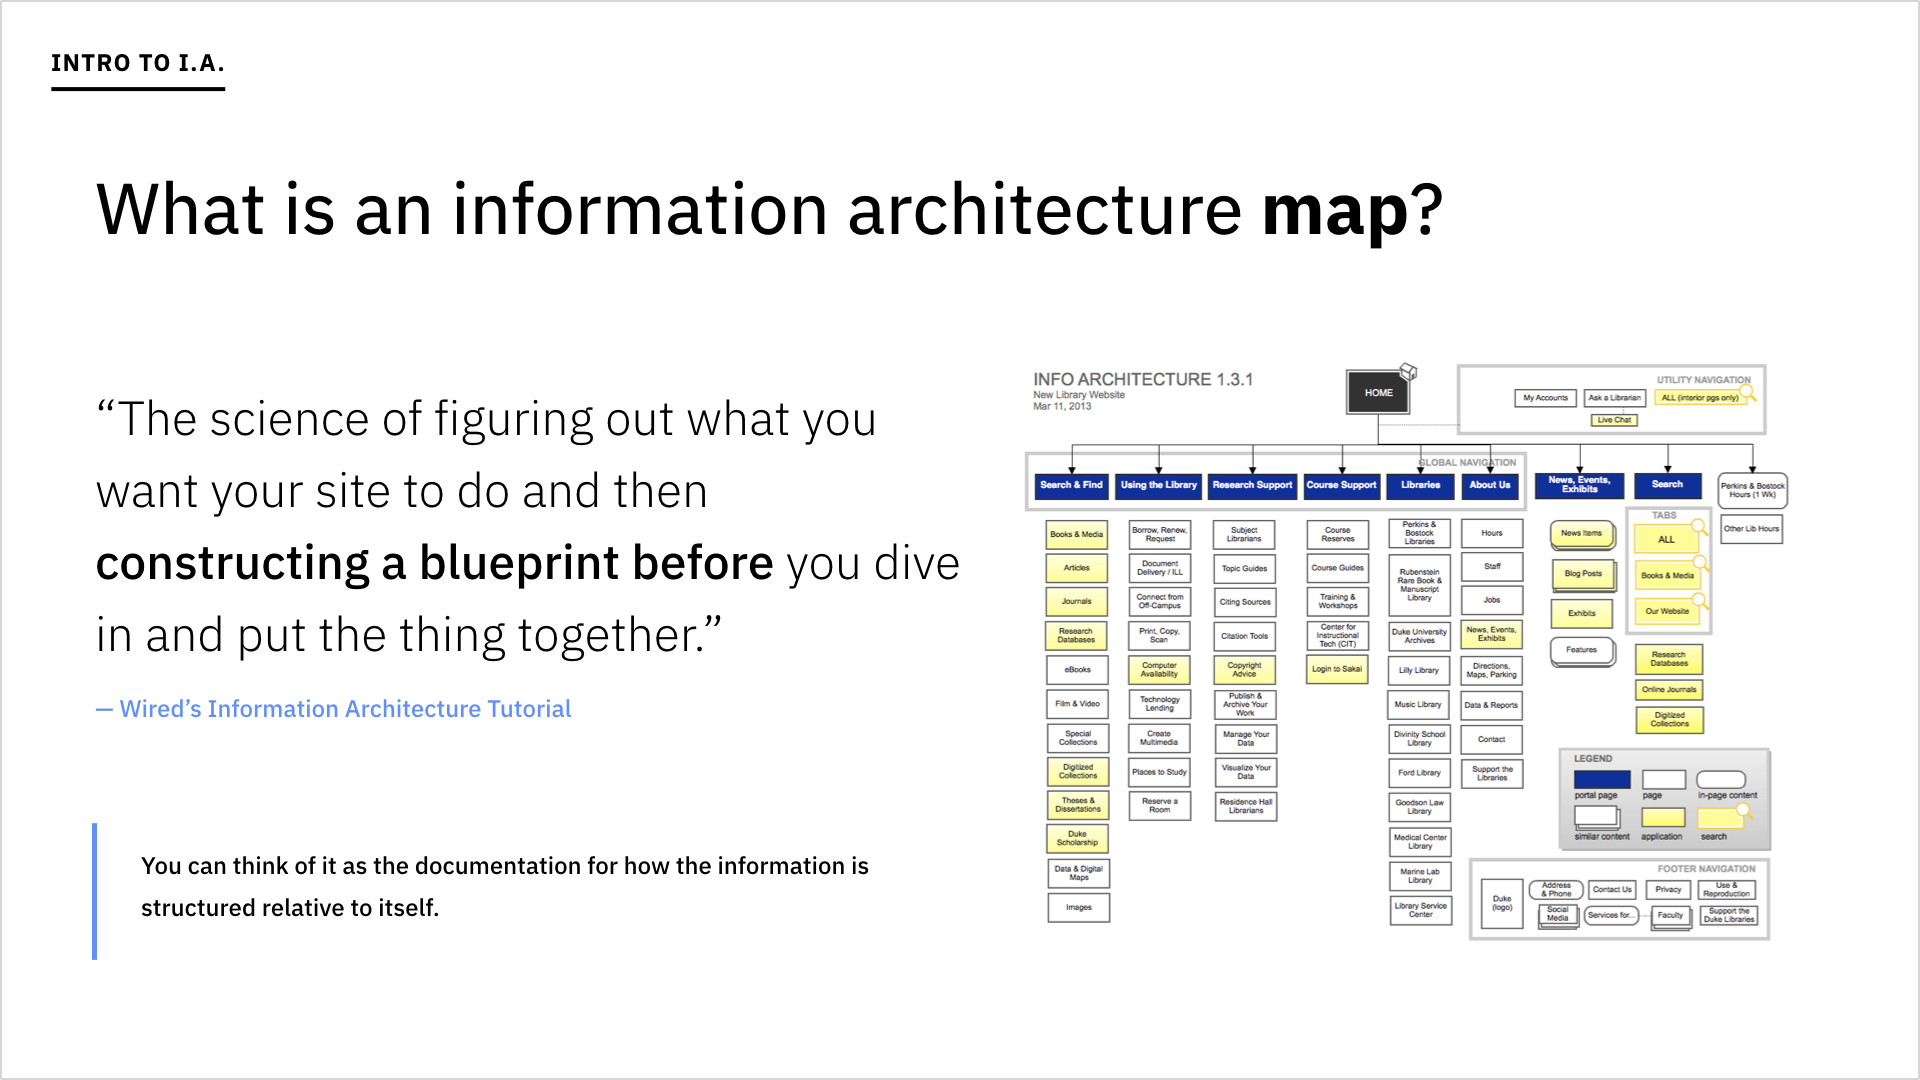 INTRO TO I.A.
What is an information architecture map?
“The science of figuring out what you
want your site to do and then
constructing a blueprint before you dive
in and put the thing together.”
— Wired’s Information Architecture Tutorial
You can think of it as the documentation for how the information is
structured relative to itself.
INFO ARCHITECTURE 1.3.1
New Library Website
Mar 11, 2013
HOME
UTILITY NAVIGATION
My Accounts
Ask a Librarian
ALL (interior pgs only)
Live Chat
GLOBAL NAVIGATION
Search & Find
Using the Library
Research Support
Course Support
Libraries
About Us
News, Events,
Exhibits
Search
Perkins & Bostock
Hours (1 Wk)
Books & Media
Articles
Journals
Research
Databases
eBooks
Film & Video
Special
Collections
Digitized
Collections
Theses &
Dissertations
Duke
Scholarship
Data & Digital
Maps
Images
Borrow, Renew,
Request
Document
Delivery / ILL
Connect from
Off-Campus
Print, Copy,
Scan
Computer
Availability
Technology
Lending
Create
Multimedia
Places to Study
Reserve a
Room
Subject
Librarians
Topic Guides
Citing Sources
Citation Tools
Copyright
Advice
Publish &
Archive Your
Work
Manage Your
Data
Visualize Your
Data
Residence Hall
Librarians
Course
Reserves
Course Guides
Training &
Workshops
Center for
Instructional
Tech (CIT)
Login to Sakai
Perkins &
Bostock
Libraries
Rubenstein
Rare Book &
Manuscript
Library
Duke University
Archives
Lilly Library
Music Library
Divinity School
Library
Ford Library
Goodson Law
Library
Medical Center
Library
Marine Lab
Library
Library Service
Center
Hours
Staff
Jobs
News, Events,
Exhibits
Directions,
Maps, Parking
Data & Reports
Contact
Support the
Libraries
News Items
Blog Posts
Exhibits
Features
TABS
ALL
Books & Media
Our Website
Research
Databases
Online Journals
Digitized
Collections
Other Lib Hours
LEGEND
portal page
page
in-page content
similar content
application
search
FOOTER NAVIGATION
Duke
(logo)
Address
& Phone
Contact Us
Privacy
Use &
Reproduction
Social
Media
Services for...
Faculty
Support the
Duke Libraries